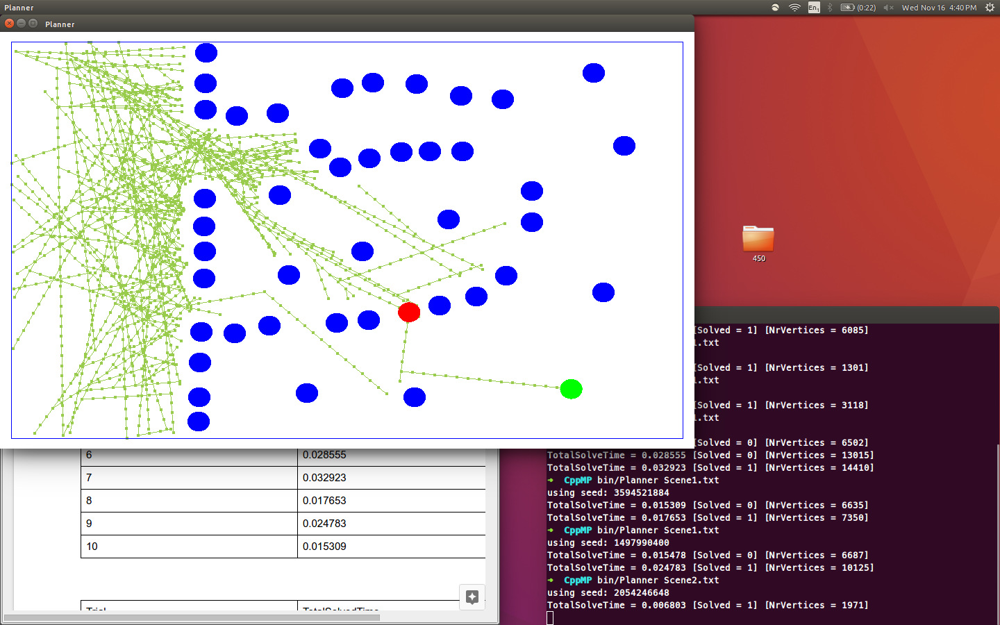 Planner
En1
(0:22)
Wed Nov 16 4:40 PM
Planner
450
[Solved = 1] [NrVertices = 6085]
.txt
[Solved = 1] [NrVertices = 1301]
.txt
[Solved = 1] [NrVertices = 3118]
.txt
[Solved = 0] [NrVertices = 6502]
TotalSolveTime = 0.028555 [Solved = 0] [NrVertices = 13015]
TotalSolveTime = 0.032923 [Solved = 1] [NrVertices = 14410]
➜ CppMP bin/Planner Scene1.txt
using seed: 3594521884
TotalSolveTime = 0.015309 [Solved = 0] [NrVertices = 6635]
TotalSolveTime = 0.017653 [Solved = 1] [NrVertices = 7350]
➜ CppMP bin/Planner Scene1.txt
using seed: 1497990400
TotalSolveTime = 0.015478 [Solved = 0] [NrVertices = 6687]
TotalSolveTime = 0.024783 [Solved = 1] [NrVertices = 10125]
➜ CppMP bin/Planner Scene2.txt
using seed: 2054246648
TotalSolveTime = 0.006803 [Solved = 1] [NrVertices = 1971]
6 0.028555
7 0.032923
8 0.017653
9 0.024783
10 0.015309
Trial TotalSolvedTime